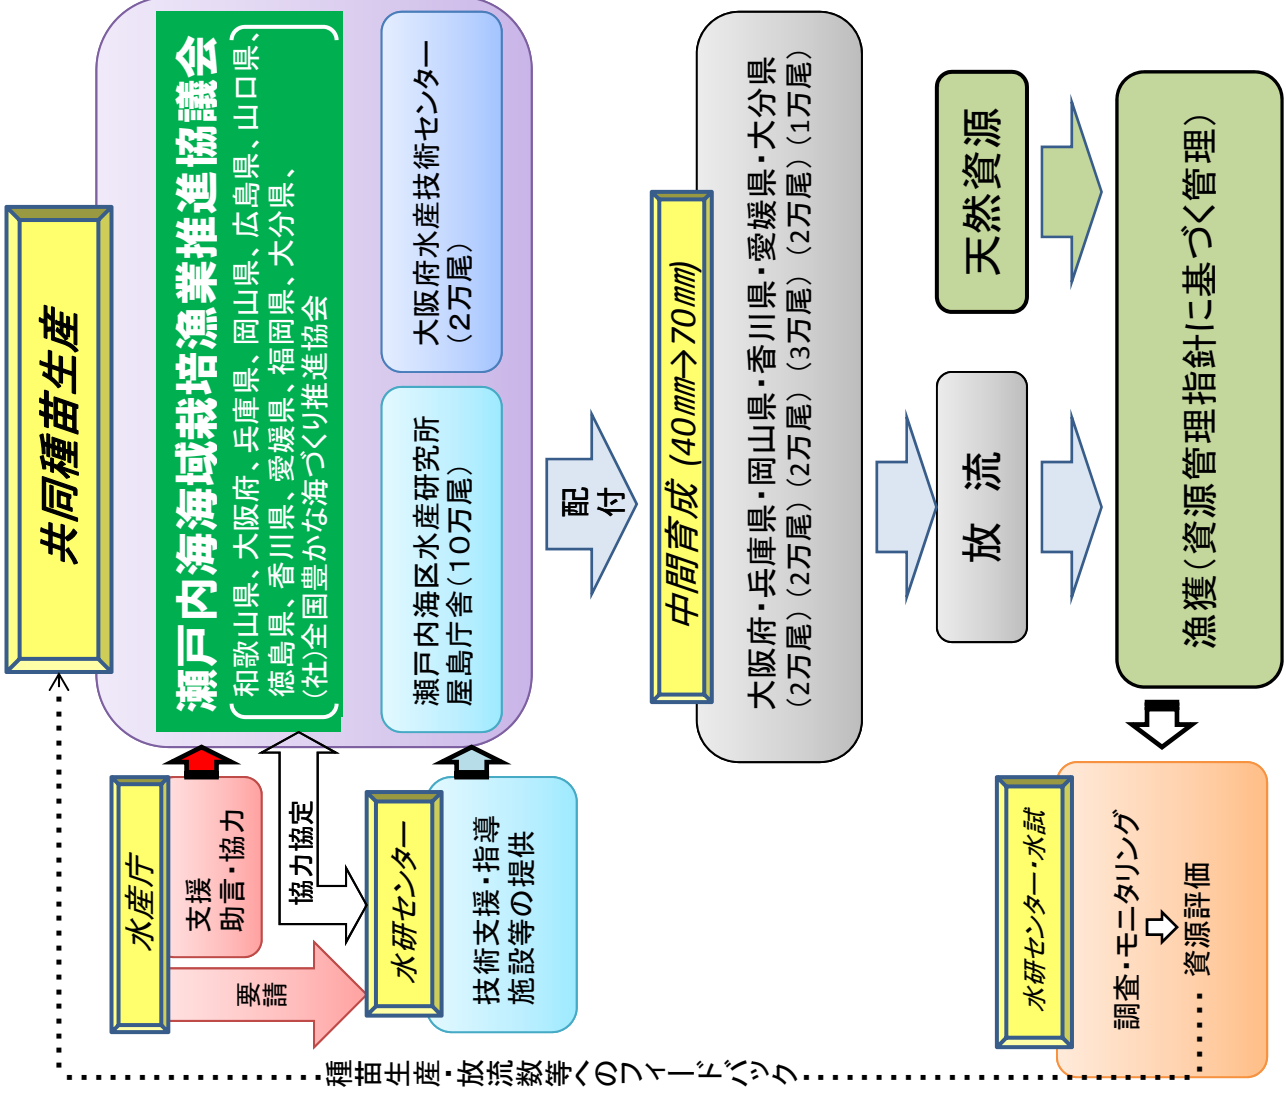 共同種苗生産
瀬戸内海海域栽培漁業推進協議会
和歌山県、大阪府、兵庫県、岡山県、広島県、山口県、
徳島県、香川県、愛媛県、福岡県、大分県、
(社)全国豊かな海づくり推進協会
瀬戸内海区水産研究所
屋島庁舎(10万尾)
大阪府水産技術センター
(2万尾)
水産庁
支援
助言・協力
要請
協力協定
水研センター
技術支援・指導
施設等の提供
配付
中間育成 (40mm→70mm)
大阪府・兵庫県・岡山県・香川県・愛媛県・大分県
(2万尾) (2万尾) (2万尾) (3万尾) (2万尾) (1万尾)
放流
天然資源
漁獲(資源管理指針に基づく管理)
水研センター・水試
調査・モニタリング
資源評価
種苗生産・放流数等へのフィードバック